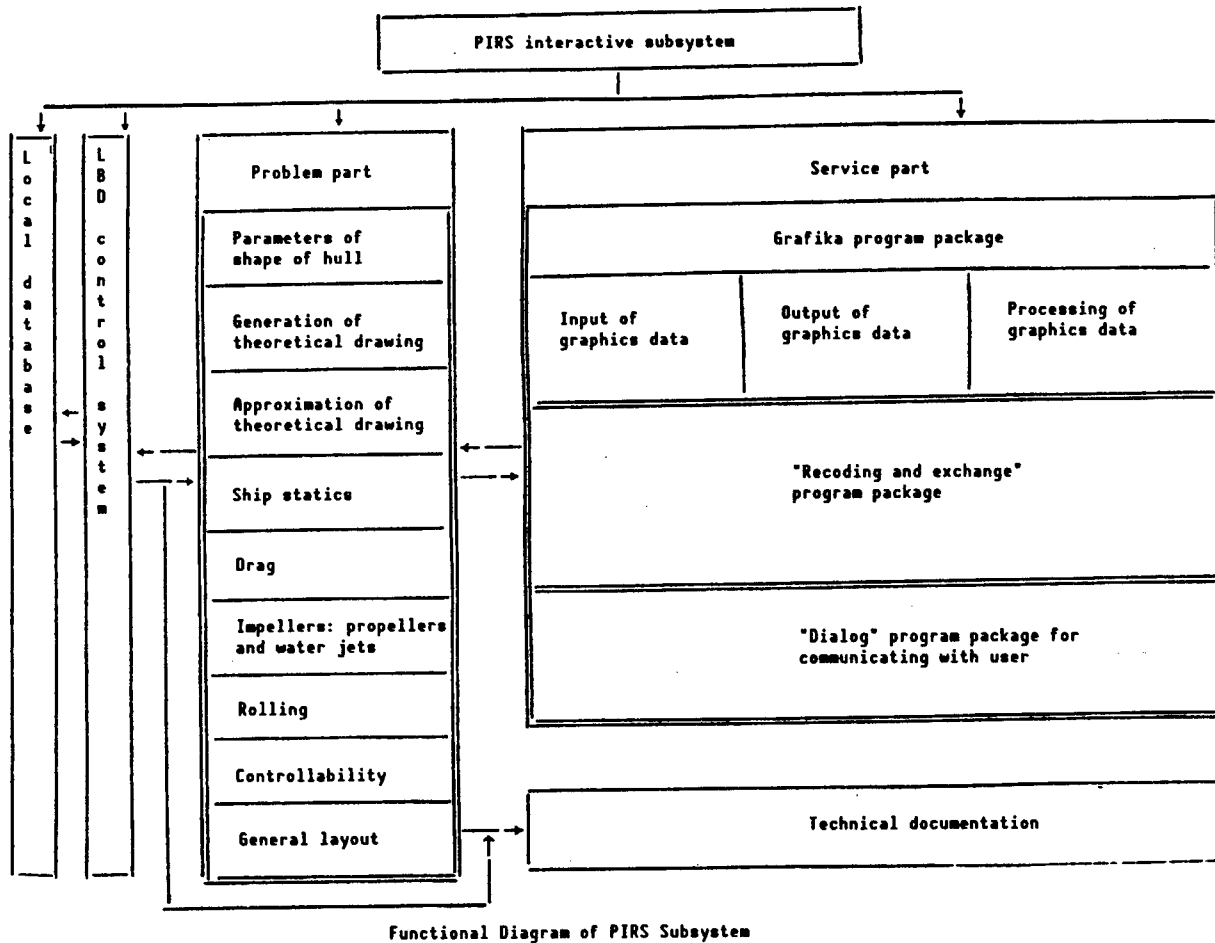 PIRS interactive subsystem
Local database
LBD control system
Problem part
Parameters of
shape of hull
Generation of
theoretical drawing
Approximation of
theoretical drawing
Ship statics
Drag
Impellers: propellers
and water jets
Rolling
Controllability
General layout
Service part
Grafika program package
Input of
graphics data
Output of
graphics data
Processing of
graphics data
"Recoding and exchange"
program package
"Dialog" program package for
communicating with user
Technical documentation
Functional Diagram of PIRS Subsystem